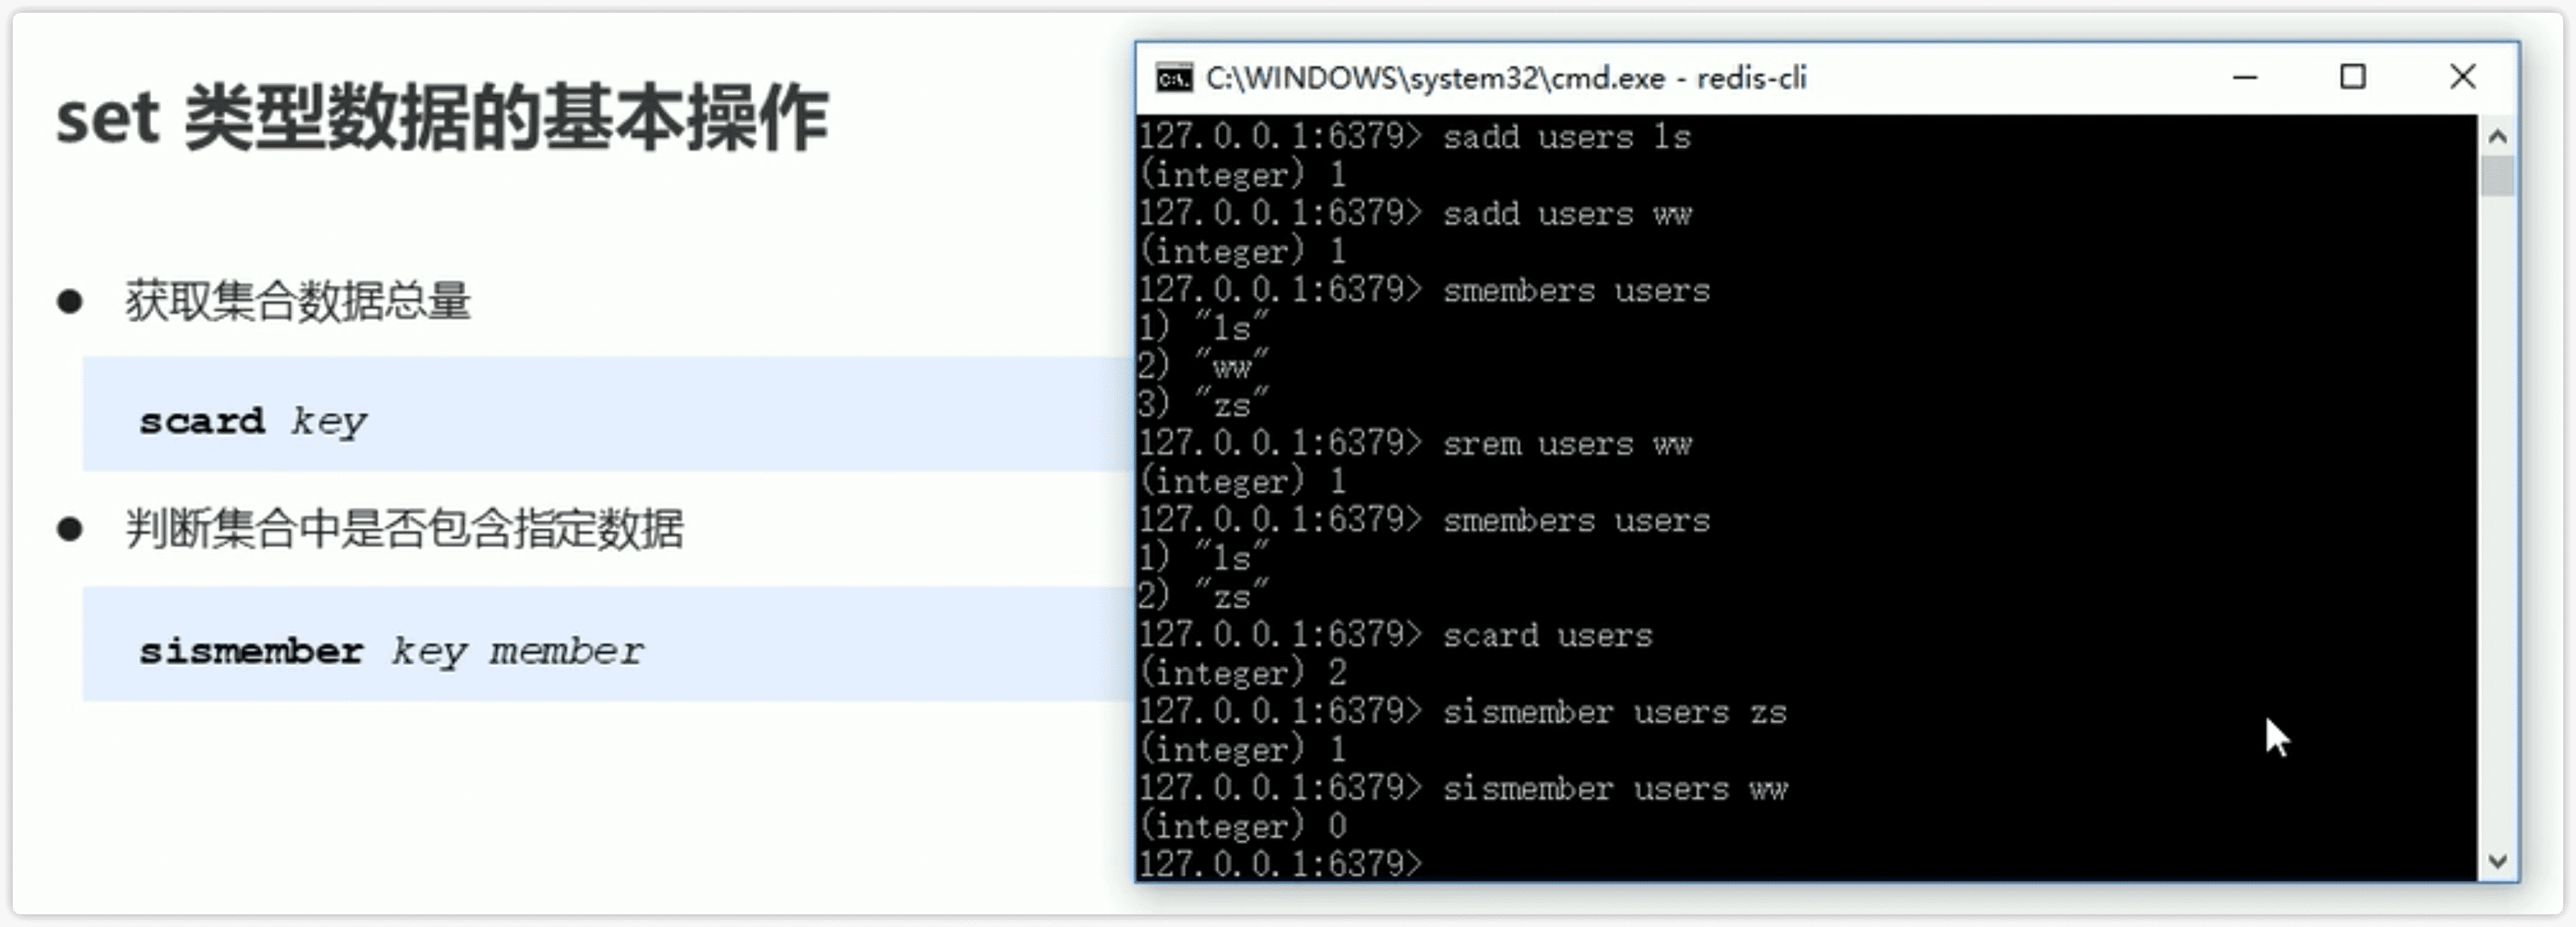 set 类型数据的基本操作
● 获取集合数据总量
scard key
● 判断集合中是否包含指定数据
sismember key member
C:\WINDOWS\system32\cmd.exe - redis-cli
127.0.0.1:6379> sadd users ls
(integer) 1
127.0.0.1:6379> sadd users ww
(integer) 1
127.0.0.1:6379> smembers users
1) "ls"
2) "ww"
3) "zs"
127.0.0.1:6379> srem users ww
(integer) 1
127.0.0.1:6379> smembers users
1) "ls"
2) "zs"
127.0.0.1:6379> scard users
(integer) 2
127.0.0.1:6379> sismember users zs
(integer) 1
127.0.0.1:6379> sismember users ww
(integer) 0
127.0.0.1:6379>